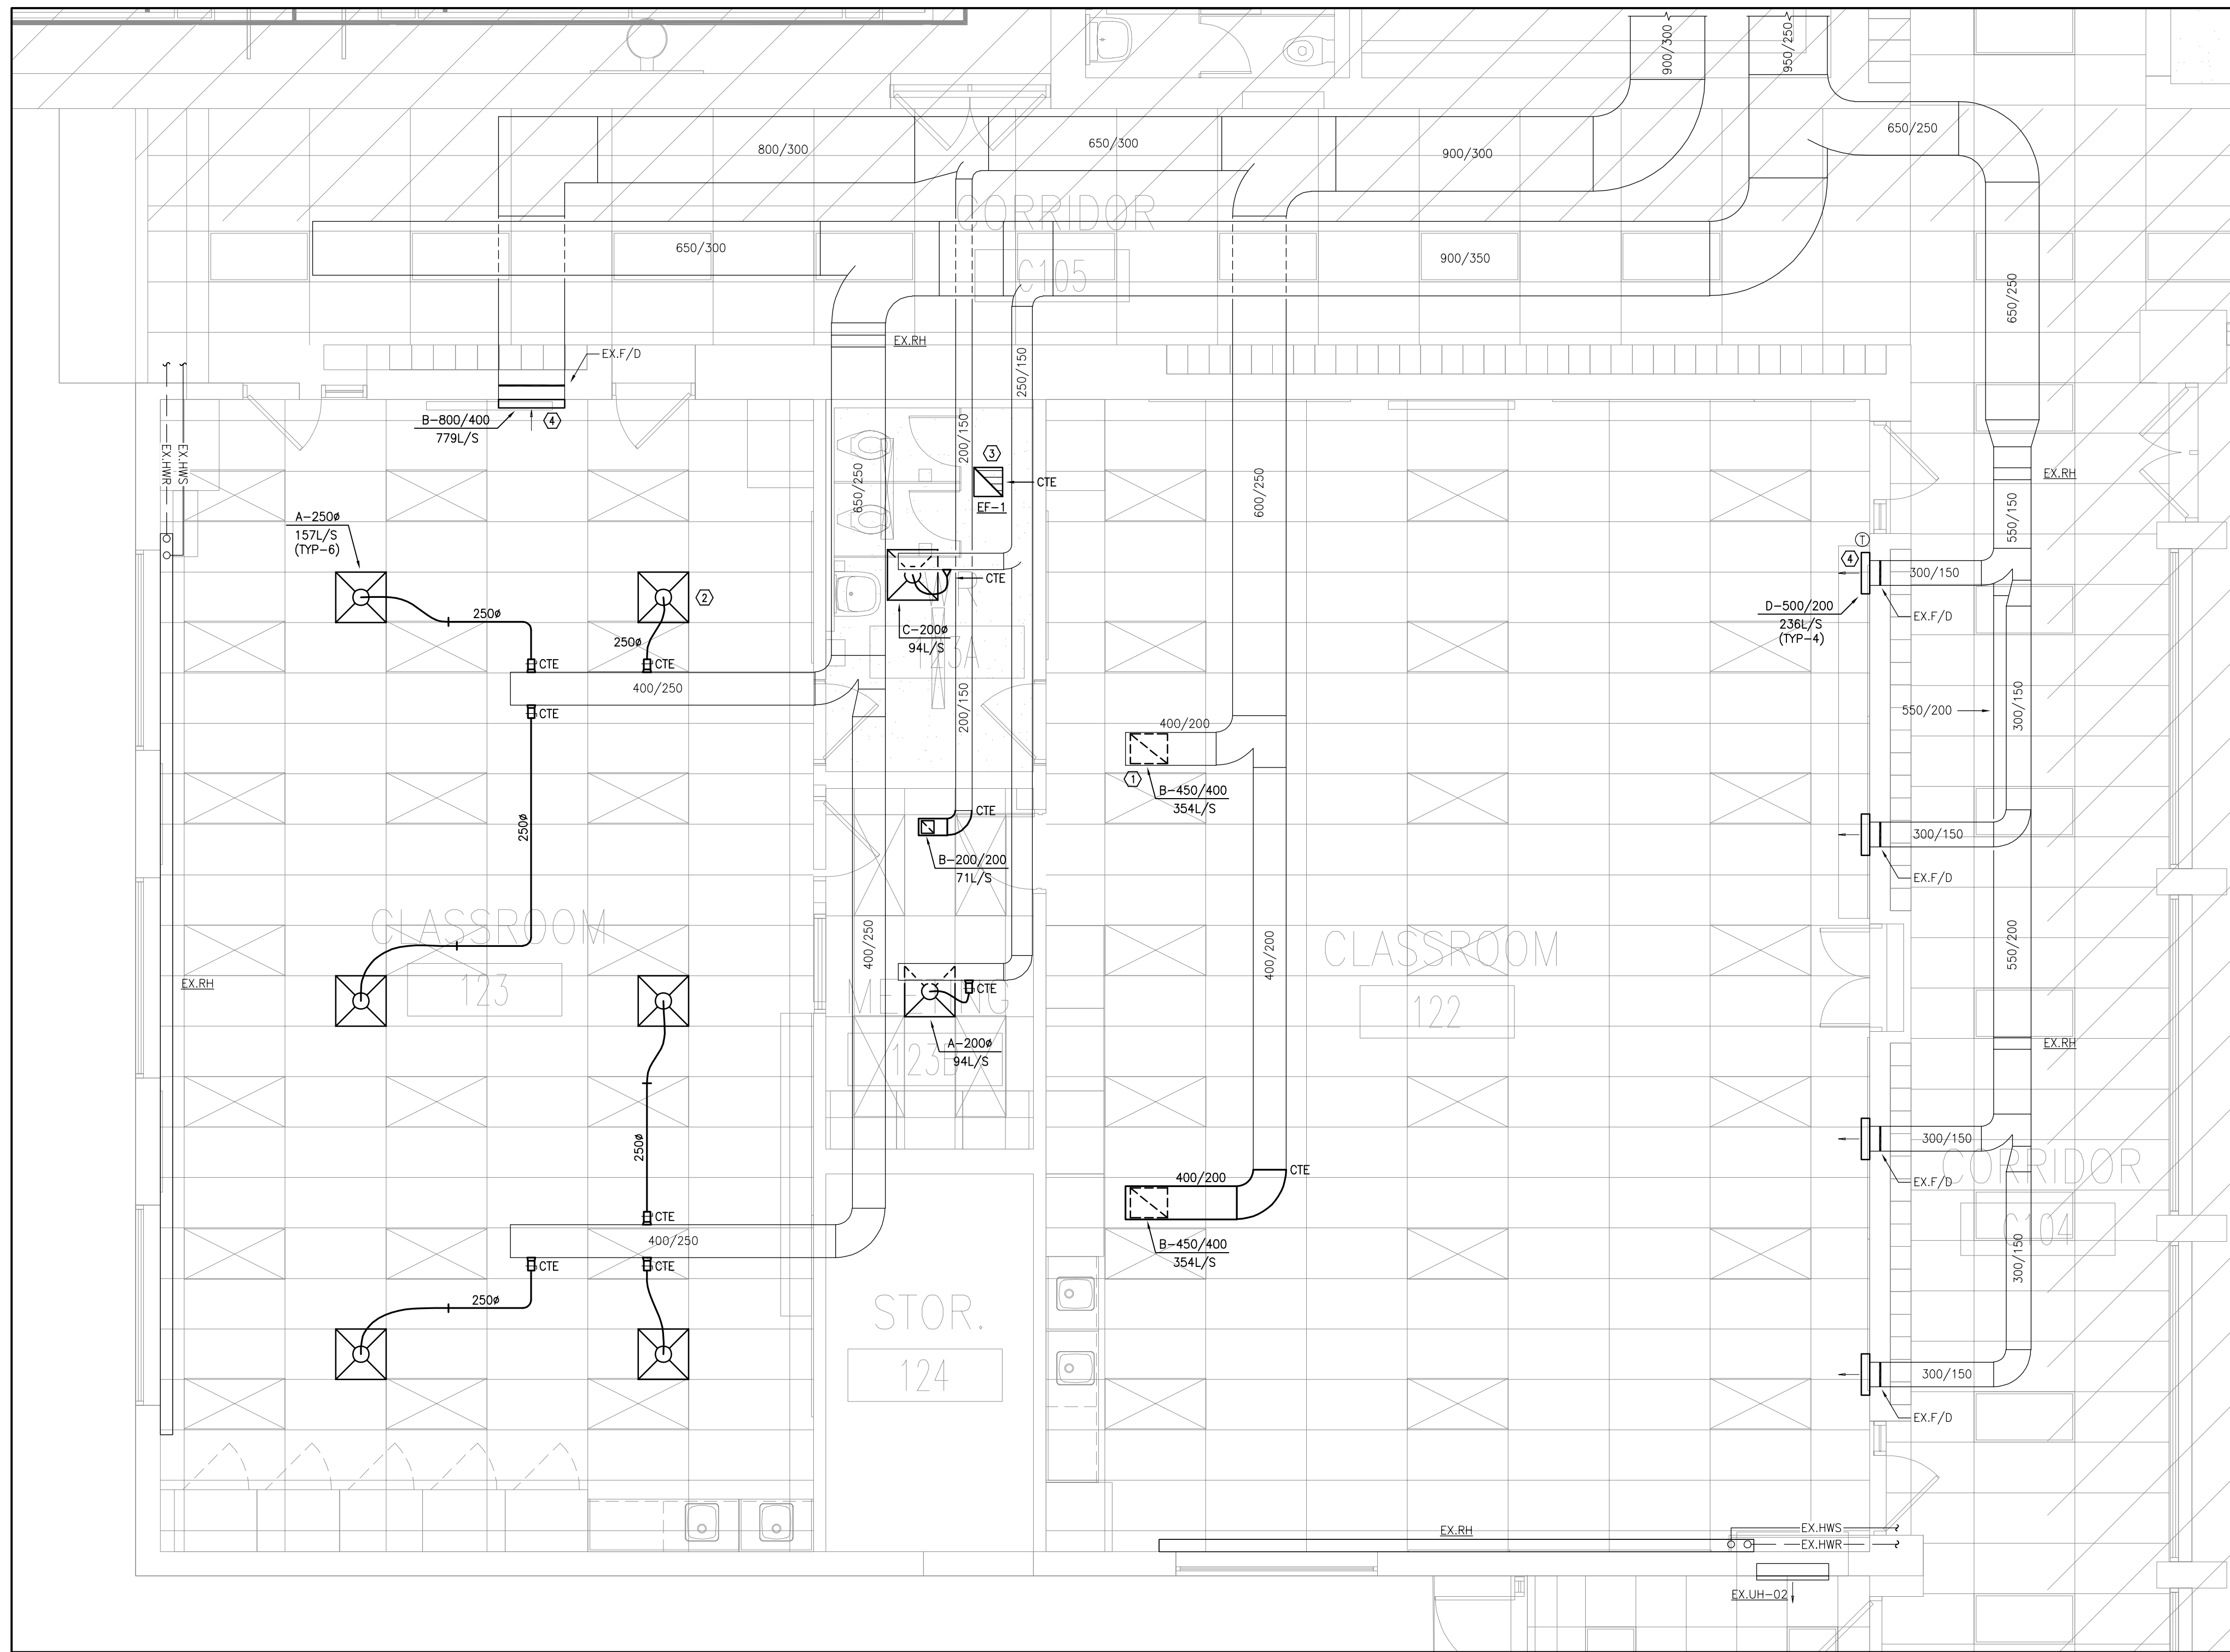 900/300
950/250
800/300
650/300
900/300
650/250
CORRIDOR
C105
650/300
900/350
650/250
EX.RH
EX.F/D
250/150
B-800/400
779L/S
4
EX.HWR
EX.HWS
200/150
650/250
3
CTE
EF-1
600/250
EX.RH
550/150
A-250ø
157L/S
(TYP-6)
250ø
2
250ø
CTE
CTE
400/250
CTE
CTE
WR
123A
C-200ø
94L/S
200/150
T
4
300/150
D-500/200
236L/S
(TYP-4)
EX.F/D
550/200
300/150
400/200
1
B-450/400
354L/S
250ø
CTE
B-200/200
71L/S
300/150
EX.F/D
CLASSROOM
123
EX.RH
400/250
CTE
MEETING
123B
A-200ø
94L/S
CLASSROOM
122
400/200
550/200
EX.RH
250ø
CTE
400/250
CTE
CTE
250ø
400/200
CTE
B-450/400
354L/S
300/150
EX.F/D
CORRIDOR
C104
300/150
STOR.
124
300/150
EX.F/D
EX.RH
EX.HWS
EX.HWR
EX.UH-02